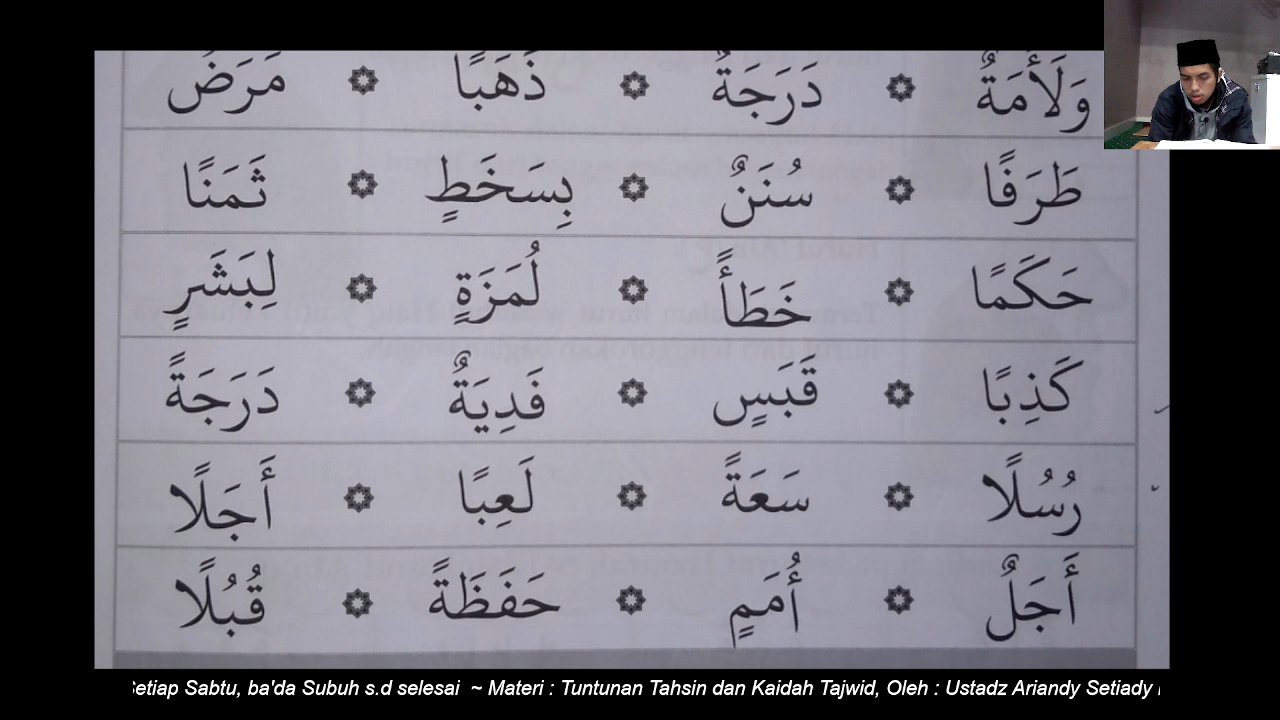 وَلَأَمَةٌ ۞ دَرَجَةٌ ۞ ذَهَبًا ۞ مَرَضٌ
طَرَفًا ۞ سُنَنٌ ۞ بِسَخَطٍ ۞ ثَمَنًا
حَكَمًا ۞ خَطَأً ۞ لُمَزَةٍ ۞ لِبَشَرٍ
كَذِبًا ۞ قَبَسٍ ۞ فَدِيَةٌ ۞ دَرَجَةً
رُسُلًا ۞ سَعَةً ۞ لَعِبًا ۞ أَجَلًا
أَجَلٌ ۞ أُمَمٍ ۞ حَفَظَةً ۞ قُبُلًا
Setiap Sabtu, ba'da Subuh s.d selesai ~ Materi : Tuntunan Tahsin dan Kaidah Tajwid, Oleh : Ustadz Ariandy Setiady